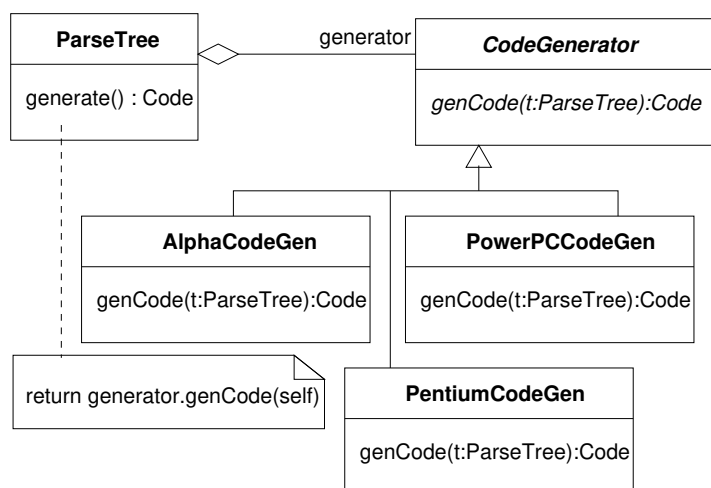 ParseTree
generate() : Code
generator
CodeGenerator
genCode(t:ParseTree):Code
AlphaCodeGen
genCode(t:ParseTree):Code
PowerPCCodeGen
genCode(t:ParseTree):Code
return generator.genCode(self)
PentiumCodeGen
genCode(t:ParseTree):Code